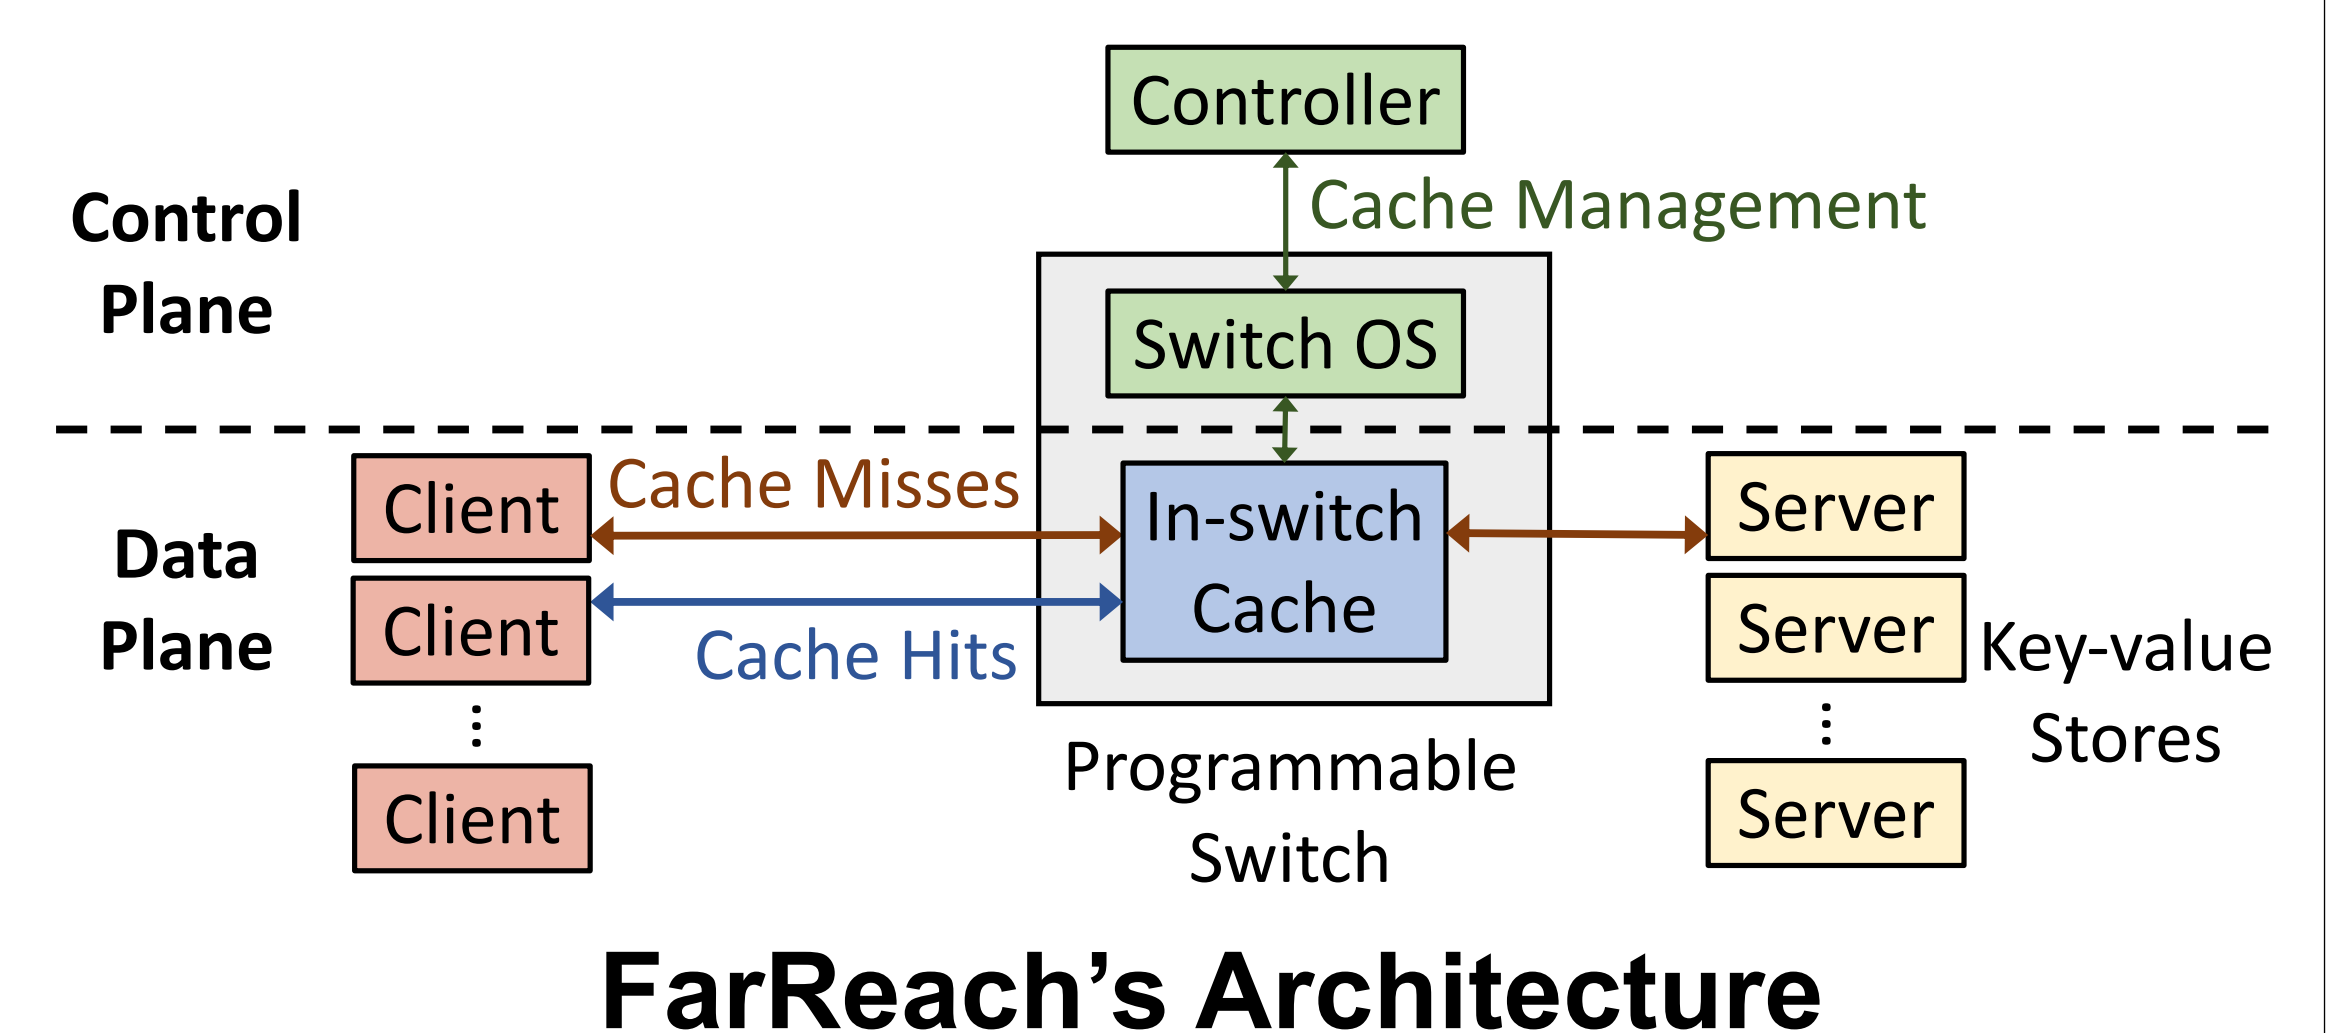 Controller
Cache Management
Control
Plane
Switch OS
Client
Cache Misses
In-switch
Cache
Server
Data
Plane
Client
Cache Hits
Server
Key-value
Stores
Client
Programmable
Switch
Server
FarReach's Architecture